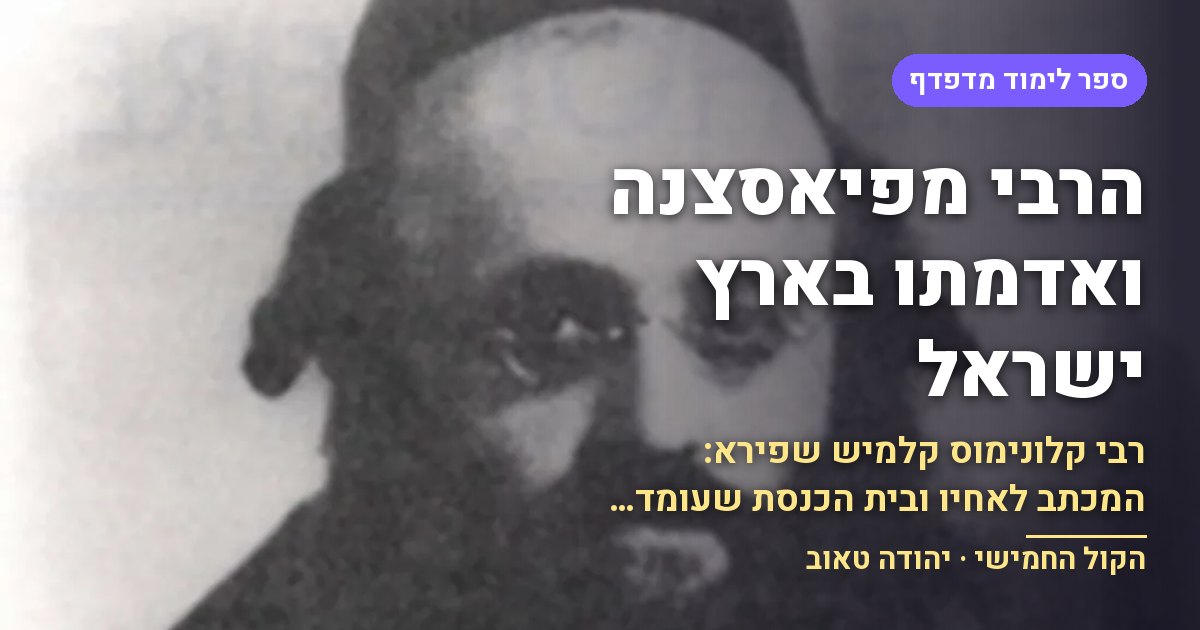 ספר לימוד מדפדף
הרבי מפיאסצנה
ואדמתו בארץ
ישראל
רבי קלונימוס קלמיש שפירא:
המכתב לאחיו ובית הכנסת שעומד...
הקול החמישי · יהודה טאוב